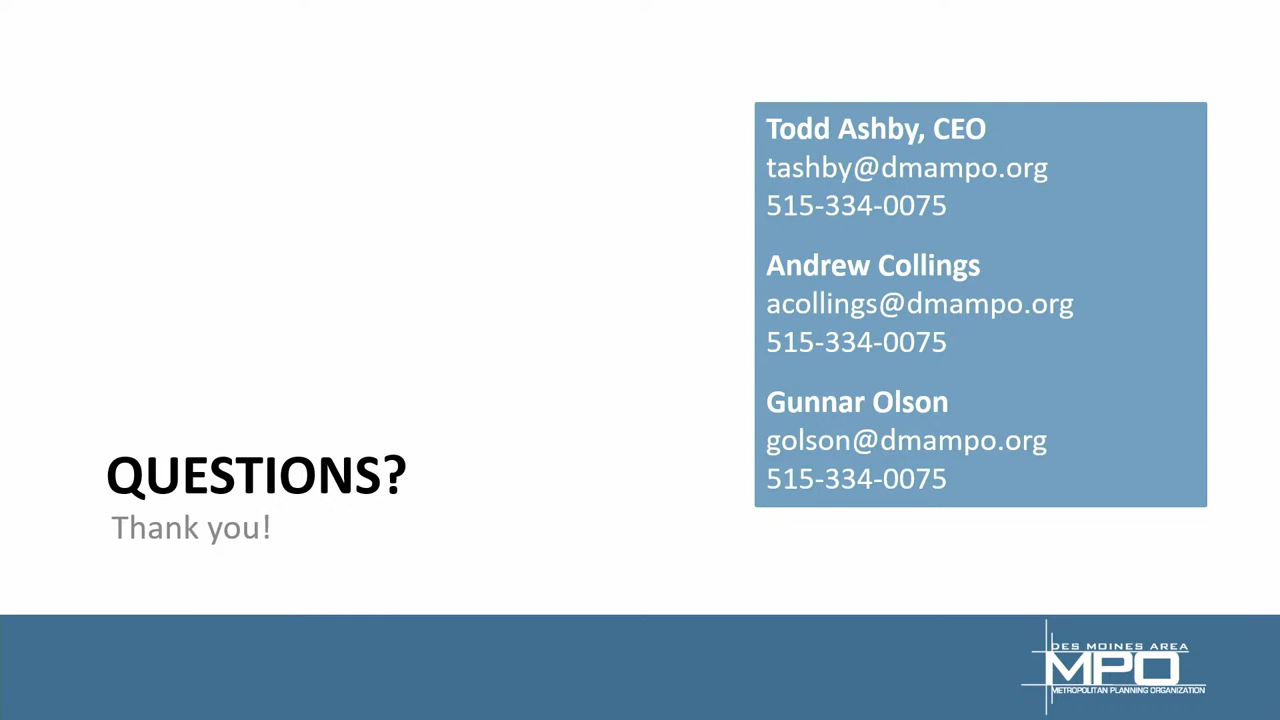 QUESTIONS?
Thank you!
Todd Ashby, CEO
tashby@dmampo.org
515-334-0075
Andrew Collings
acollings@dmampo.org
515-334-0075
Gunnar Olson
golson@dmampo.org
515-334-0075
DES MOINES AREA
MPO
METROPOLITAN PLANNING ORGANIZATION